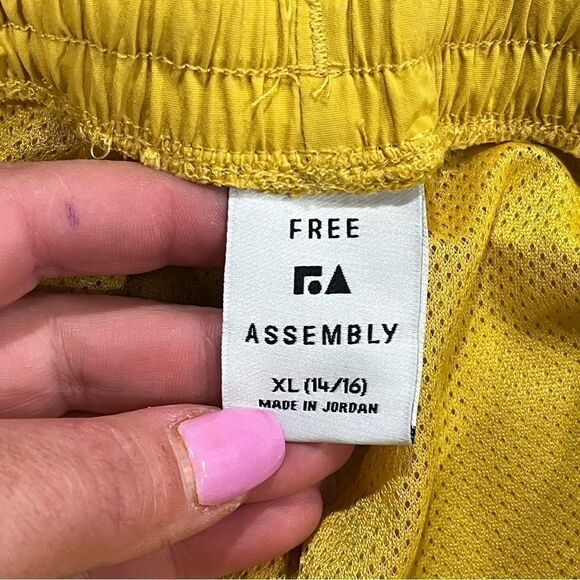 FREE
ASSEMBLY
XL (14/16)
MADE IN JORDAN